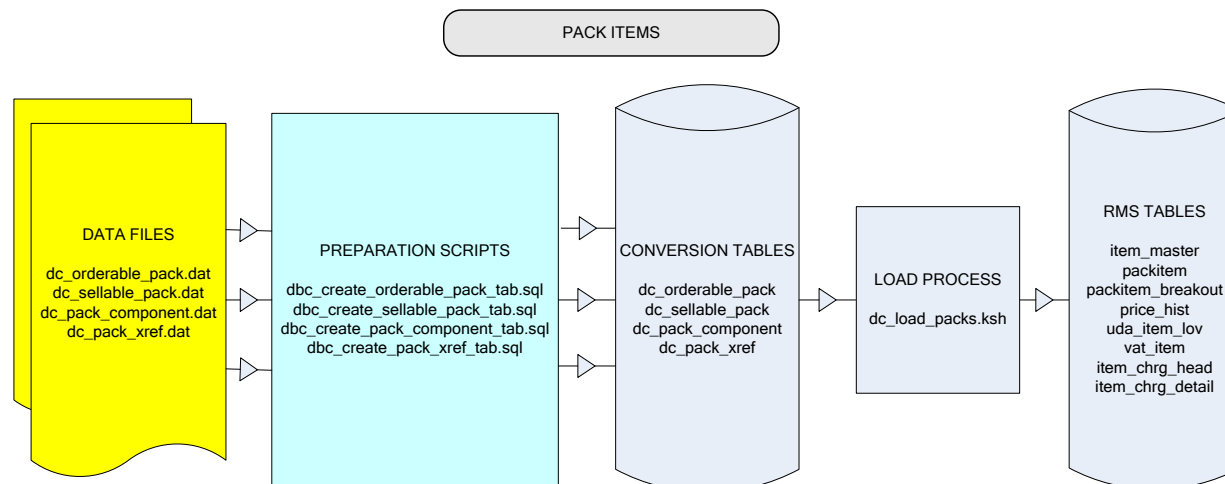 PACK ITEMS
DATA FILES
dc_orderable_pack.dat
dc_sellable_pack.dat
dc_pack_component.dat
dc_pack_xref.dat
PREPARATION SCRIPTS
dbc_create_orderable_pack_tab.sql
dbc_create_sellable_pack_tab.sql
dbc_create_pack_component_tab.sql
dbc_create_pack_xref_tab.sql
CONVERSION TABLES
dc_orderable_pack
dc_sellable_pack
dc_pack_component
dc_pack_xref
LOAD PROCESS
dc_load_packs.ksh
RMS TABLES
item_master
packitem
packitem_breakout
price_hist
uda_item_lov
vat_item
item_chrg_head
item_chrg_detail